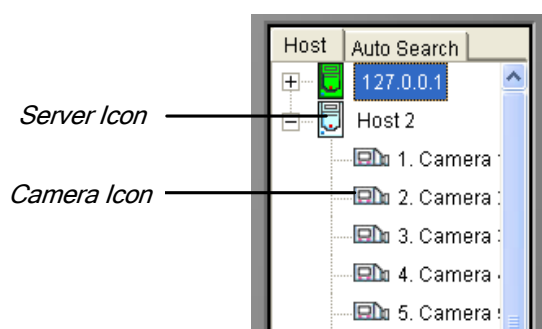 Host Auto Search
127.0.0.1
Server Icon Host 2
1. Camera
Camera Icon 2. Camera
3. Camera
4. Camera
5. Camera